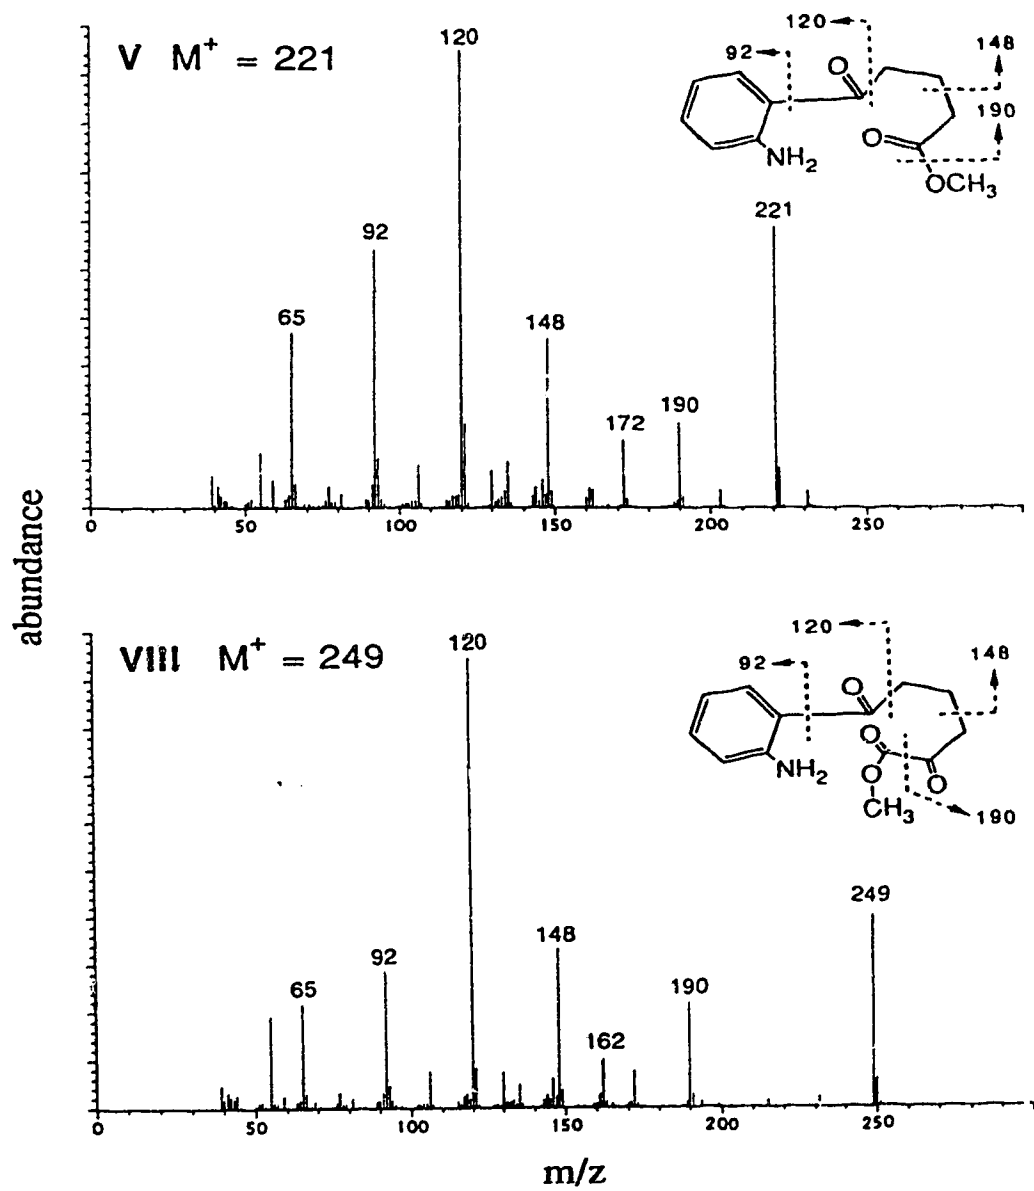 V M⁺ = 221
120
92
65
148
172
190
221
92
120
148
190
O
O
NH₂
OCH₃
0
50
100
150
200
250
abundance
VIII M⁺ = 249
120
92
65
148
162
190
249
92
120
148
190
O
O
O
O
NH₂
CH₃
0
50
100
150
200
250
m/z